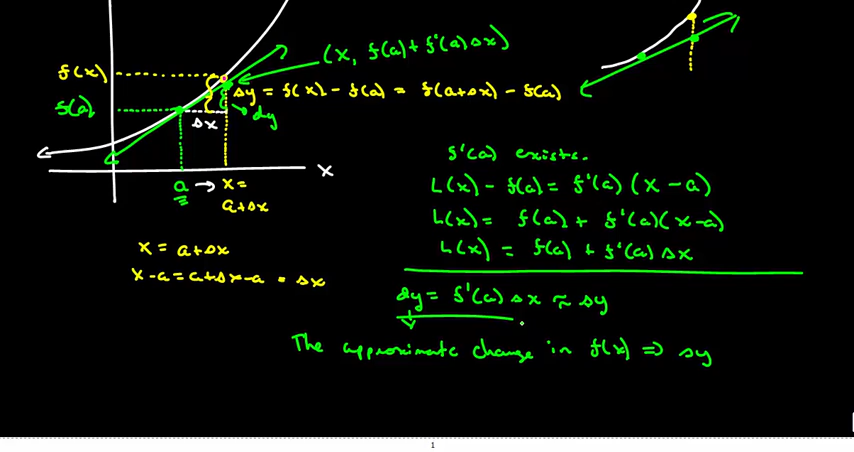 (x, f(a) + f'(a) Δx)
f(x)
Δy = f(x) - f(a) = f(a+Δx) - f(a)
f(a)
Δx
dy
x
a → x =
a+Δx
f'(a) exists.
L(x) - f(a) = f'(a) (x - a)
L(x) = f(a) + f'(a)(x-a)
L(x) = f(a) + f'(a) Δx
x = a+Δx
x-a = a+Δx-a = Δx
dy = f'(a) Δx ≈ Δy
The approximate change in f(x) ⇒ Δy
1